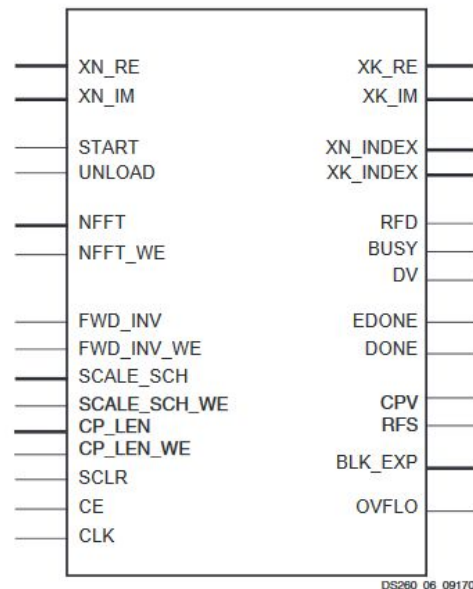 XN_RE
XN_IM
START
UNLOAD
NFFT
NFFT_WE
FWD_INV
FWD_INV_WE
SCALE_SCH
SCALE_SCH_WE
CP_LEN
CP_LEN_WE
SCLR
CE
CLK
XK_RE
XK_IM
XN_INDEX
XK_INDEX
RFD
BUSY
DV
EDONE
DONE
CPV
RFS
BLK_EXP
OVFLO
DS260_06_09170